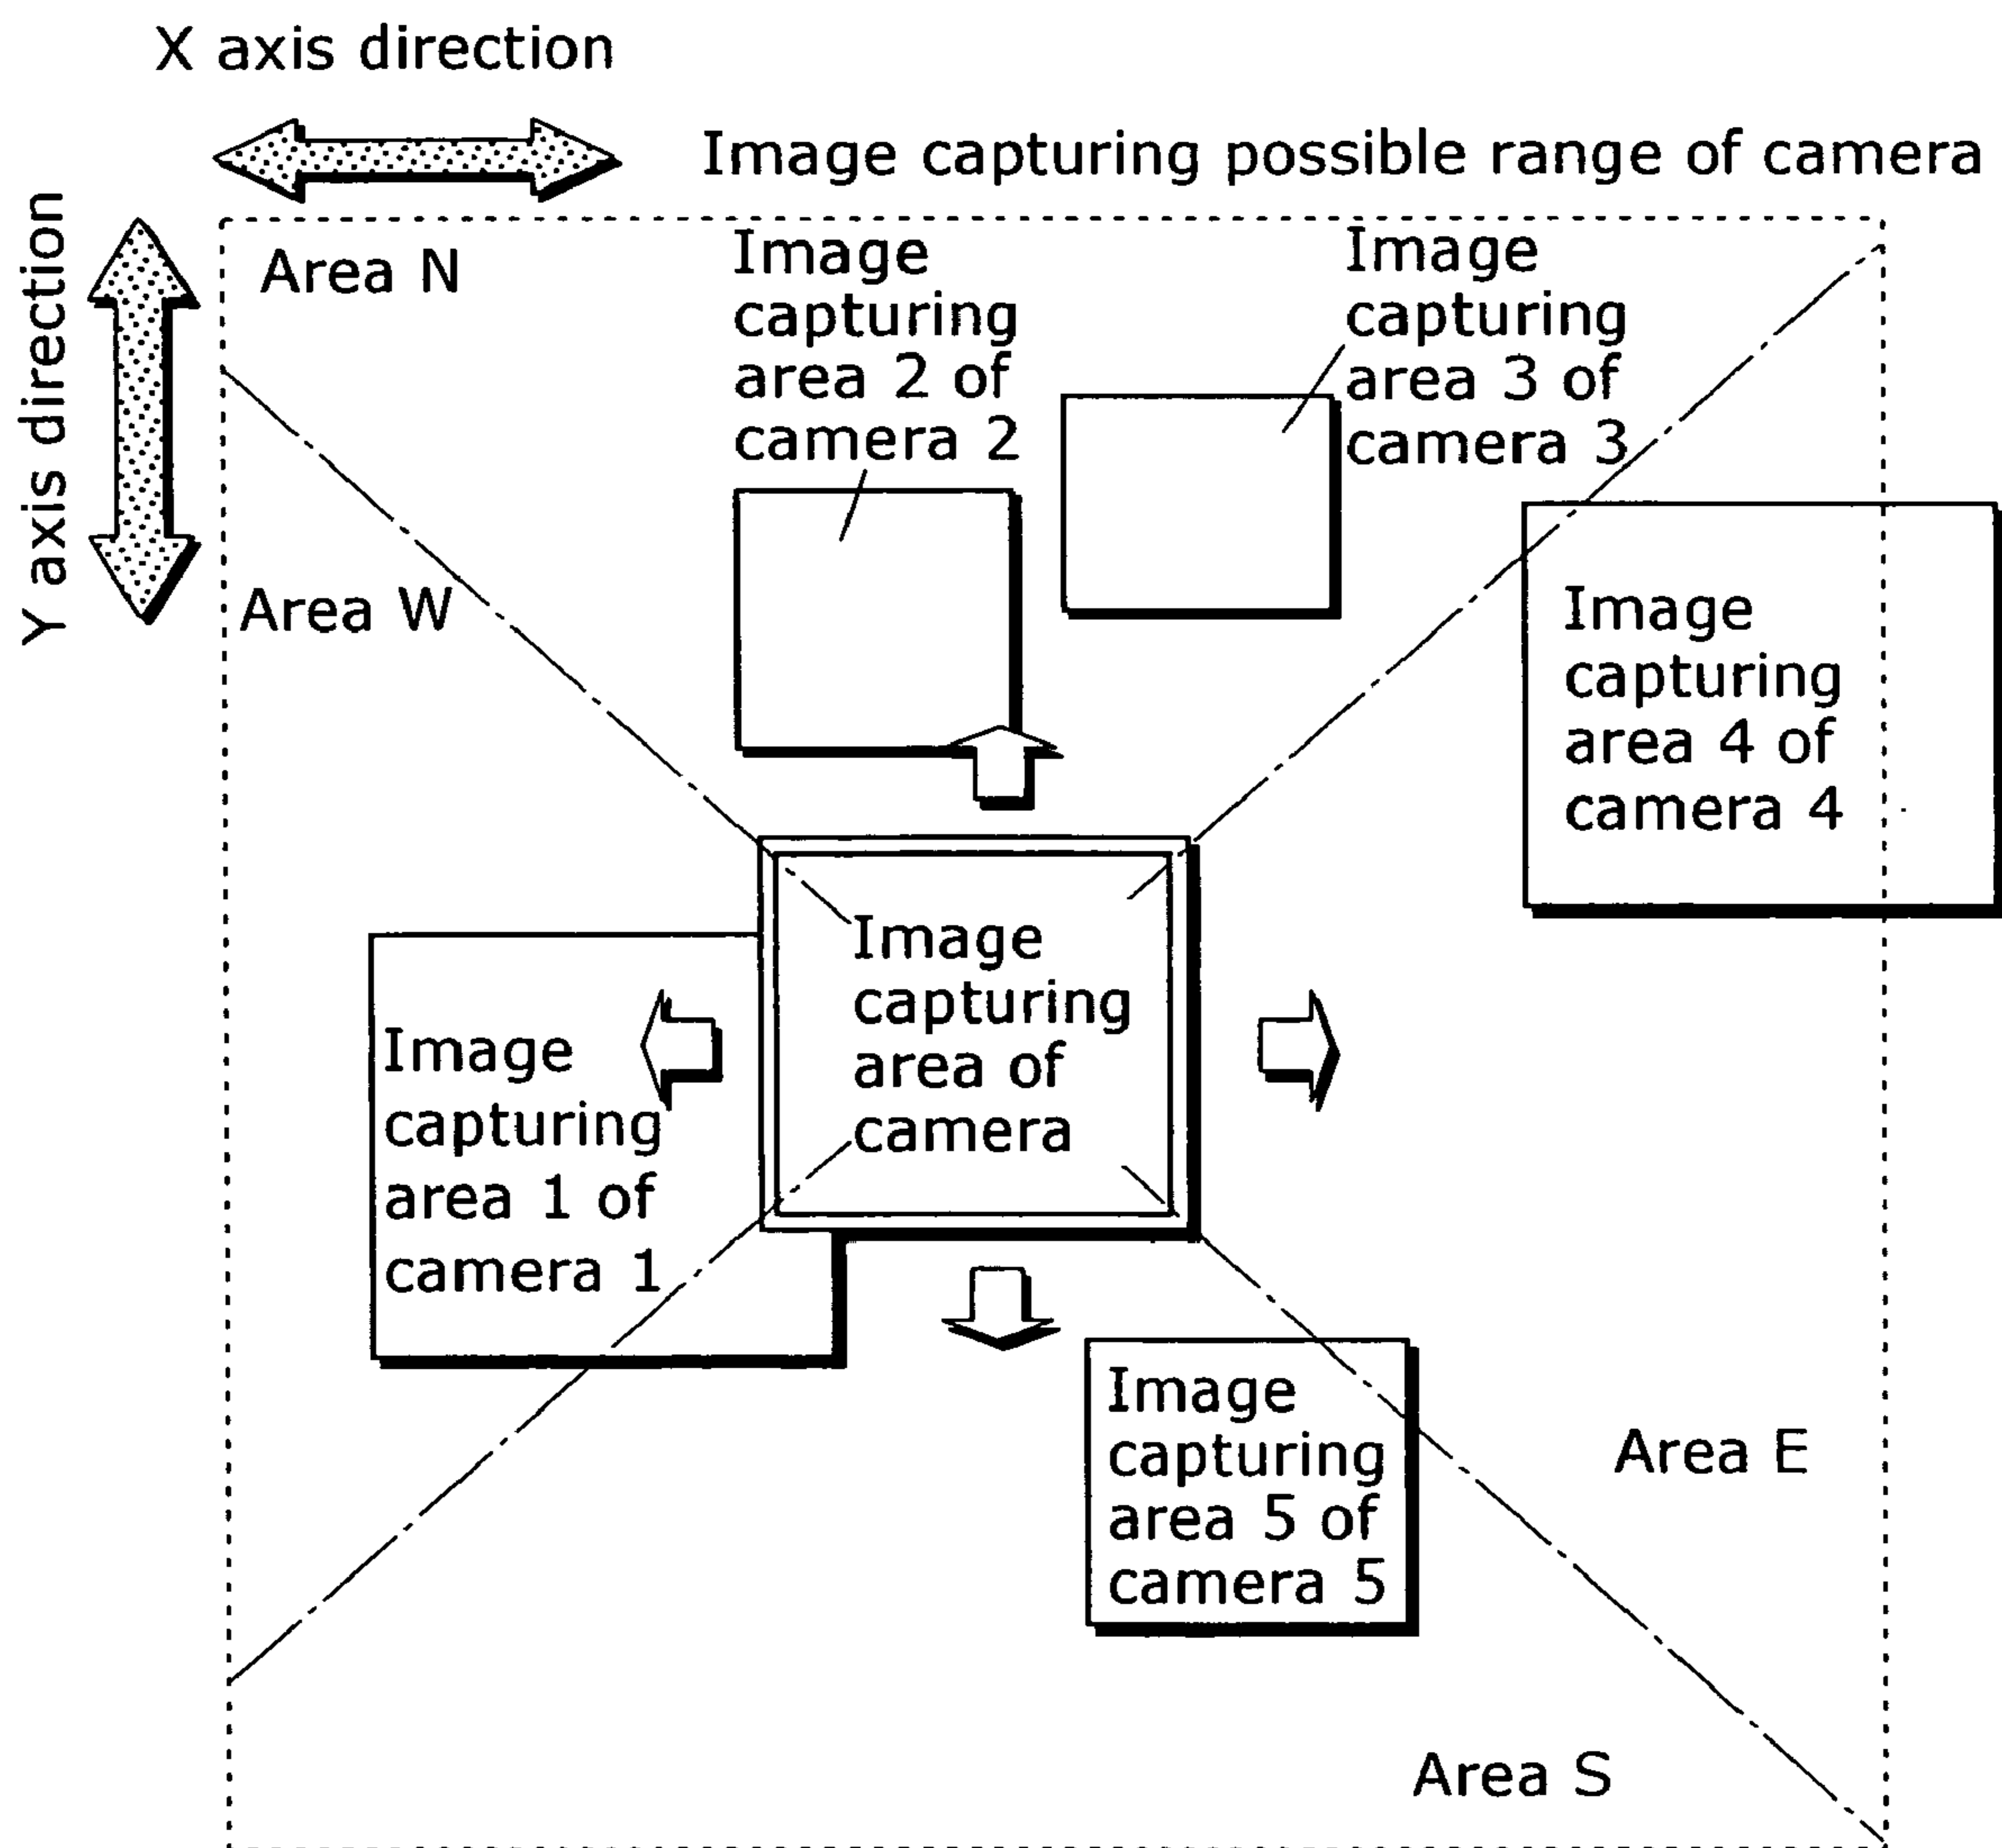 X axis direction
Image capturing possible range of camera
Y axis direction
Area N
Image
capturing
area 2 of
camera 2
Image
capturing
area 3 of
camera 3
Area W
Image
capturing
area 4 of
camera 4
Image
capturing
area of
camera
Image
capturing
area 1 of
camera 1
Image
capturing
area 5 of
camera 5
Area E
Area S